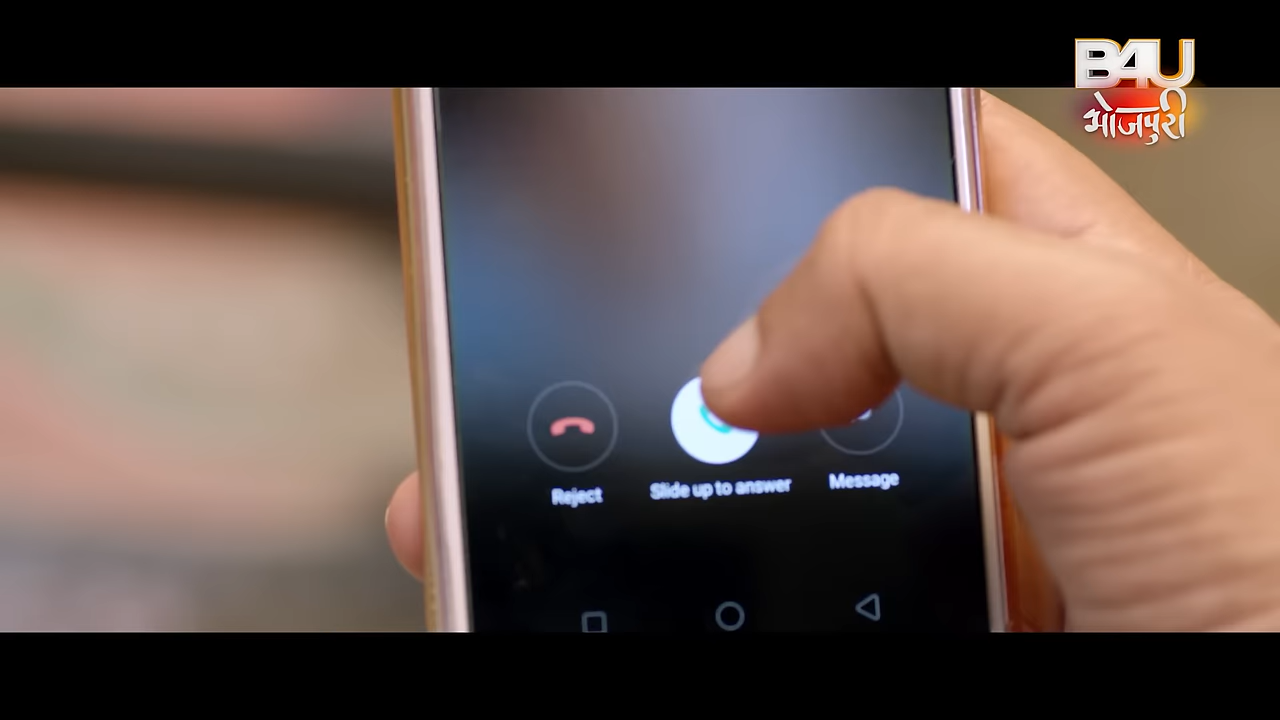 B4U
भोजपुरी
Reject
Slide up to answer
Message